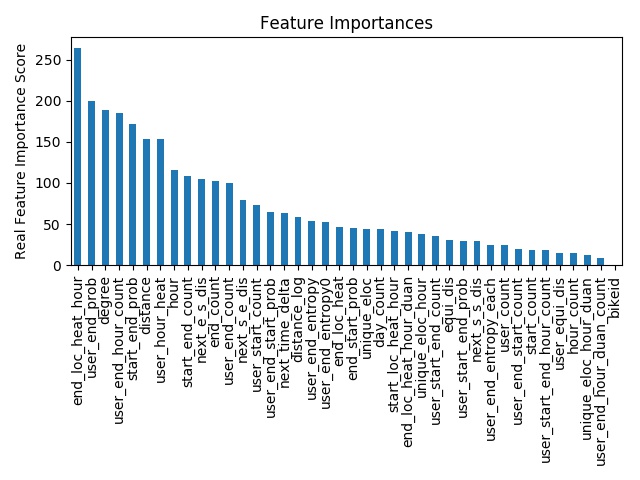 Real Feature Importance Score
0 50 100 150 200 250
end_loc_heat_hour
user_end_prob
degree
user_end_hour_count
start_end_prob
distance
user_hour_heat
hour
start_end_count
next_e_s_dis
end_count
user_end_count
next_s_e_dis
user_start_count
user_end_start_prob
next_time_delta
distance_log
user_end_entropy
user_end_entropy0
end_loc_heat
end_start_prob
unique_eloc
day_count
start_loc_heat_hour
end_loc_heat_hour_duan
unique_eloc_hour
user_start_end_count
equi_dis
user_start_end_prob
next_s_s_dis
user_end_entropy_each
user_count
user_end_start_count
start_count
user_start_end_hour_count
user_equi_dis
hour_count
unique_eloc_hour_duan
user_end_hour_duan_count
bikeid
Feature Importances